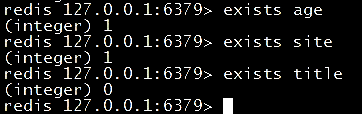 redis 127.0.0.1:6379> exists age
(integer) 1
redis 127.0.0.1:6379> exists site
(integer) 1
redis 127.0.0.1:6379> exists title
(integer) 0
redis 127.0.0.1:6379>